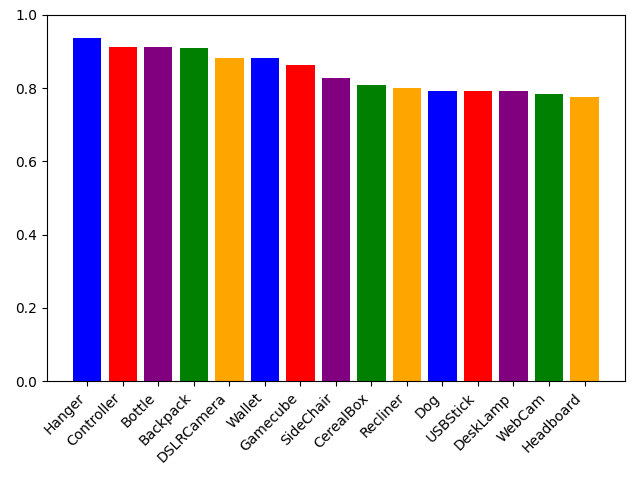 1.0
0.8
0.6
0.4
0.2
0.0
Hanger
Controller
Bottle
Backpack
DSLRCamera
Wallet
Gamecube
SideChair
CerealBox
Recliner
Dog
USBStick
DeskLamp
WebCam
Headboard